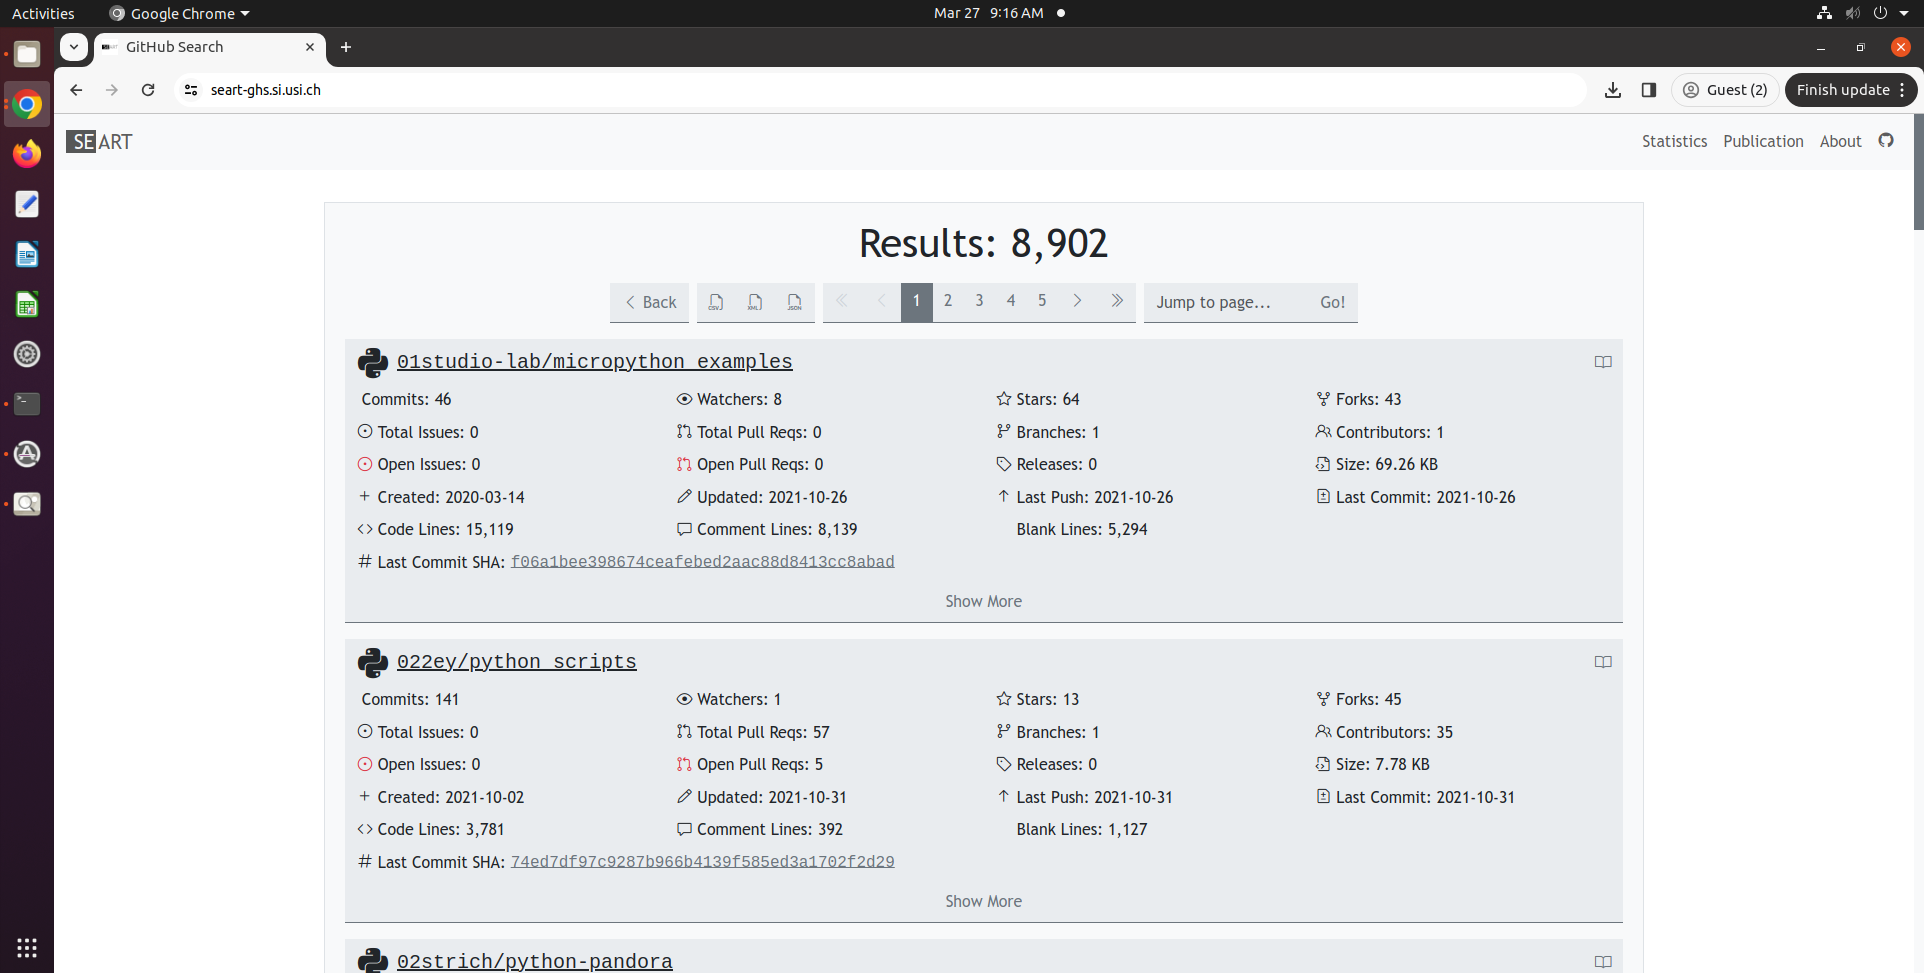 Activities Google Chrome Mar 27 9:16 AM
GitHub Search
seart-ghs.si.usi.ch Guest (2) Finish update
SEART Statistics Publication About
Results: 8,902
Back CSV XML JSON 1 2 3 4 5 Jump to page... Go!
01studio-lab/micropython_examples
Commits: 46 Watchers: 8 Stars: 64 Forks: 43
Total Issues: 0 Total Pull Reqs: 0 Branches: 1 Contributors: 1
Open Issues: 0 Open Pull Reqs: 0 Releases: 0 Size: 69.26 KB
Created: 2020-03-14 Updated: 2021-10-26 Last Push: 2021-10-26 Last Commit: 2021-10-26
Code Lines: 15,119 Comment Lines: 8,139 Blank Lines: 5,294
Last Commit SHA: f06a1bee398674ceafebed2aac88d8413cc8abad
Show More
022ey/python_scripts
Commits: 141 Watchers: 1 Stars: 13 Forks: 45
Total Issues: 0 Total Pull Reqs: 57 Branches: 1 Contributors: 35
Open Issues: 0 Open Pull Reqs: 5 Releases: 0 Size: 7.78 KB
Created: 2021-10-02 Updated: 2021-10-31 Last Push: 2021-10-31 Last Commit: 2021-10-31
Code Lines: 3,781 Comment Lines: 392 Blank Lines: 1,127
Last Commit SHA: 74ed7df97c9287b966b4139f585ed3a1702f2d29
Show More
02strich/python-pandora